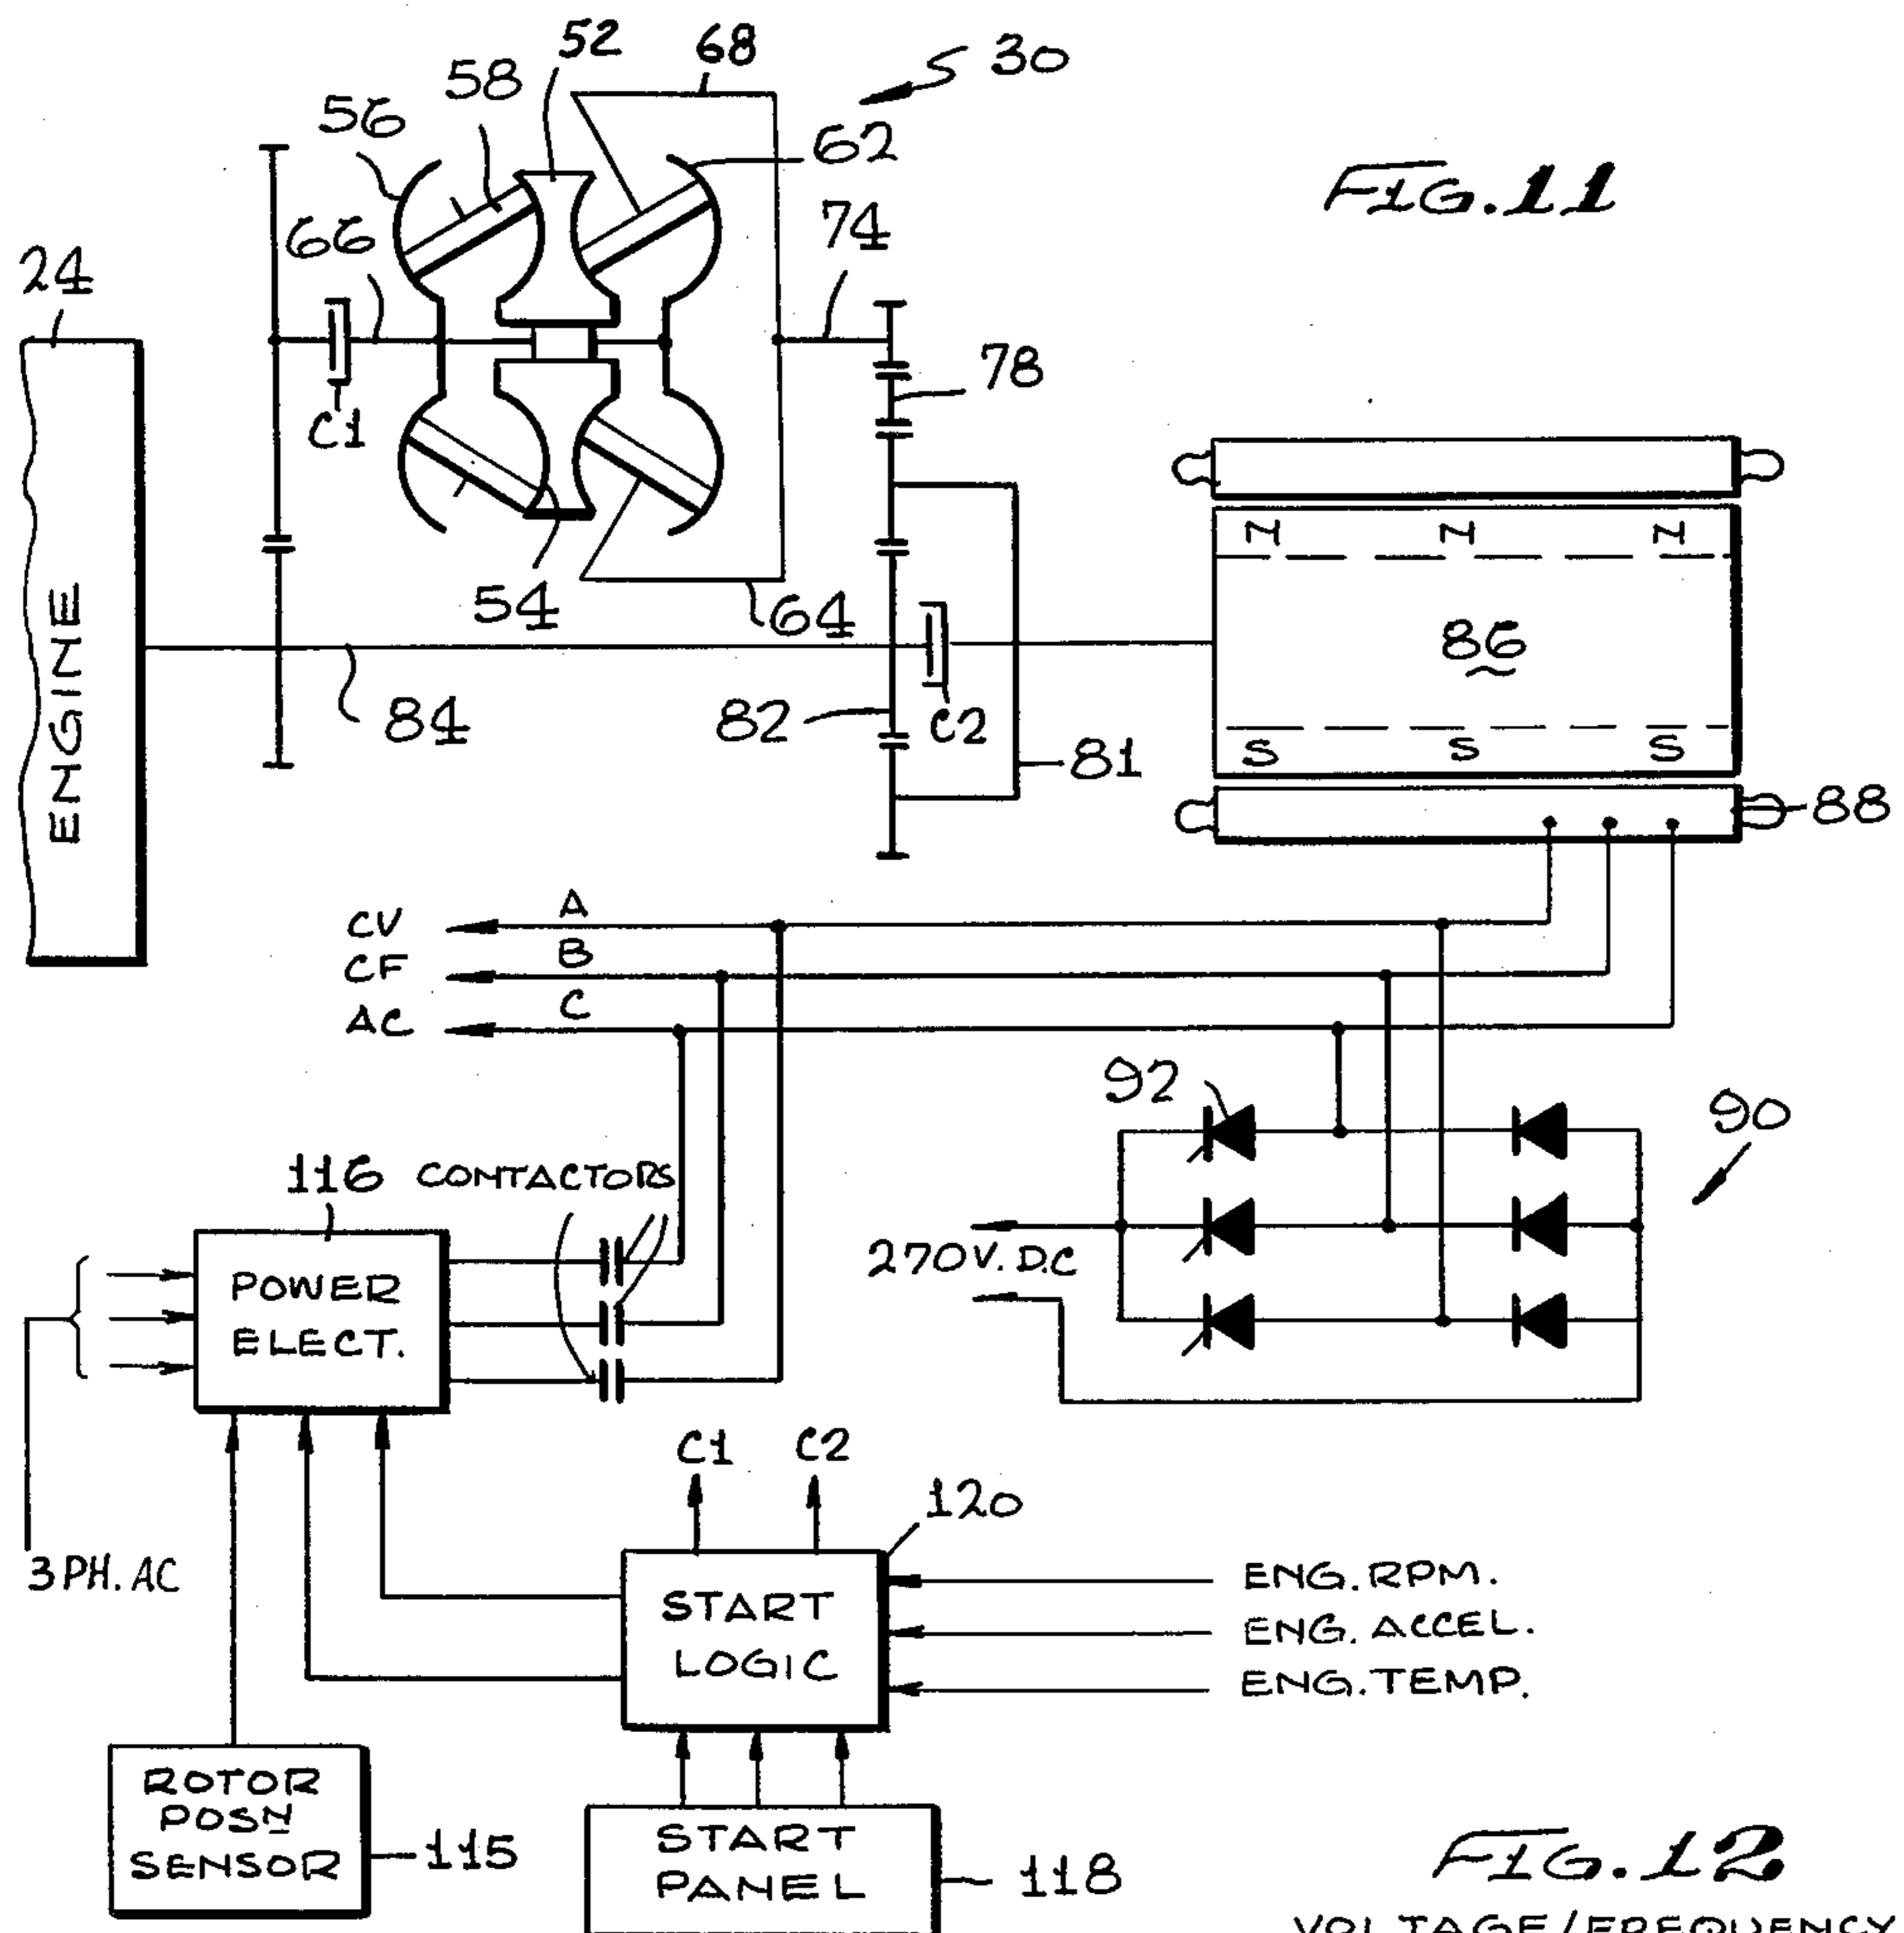 52
68
30
58
56
62
FIG. 11
66
74
24
78
C1
54
64
ENGINE
84
82
C2
81
N N N
86
S S S
88
CV A
CF B
AC C
92
90
116 CONTACTORS
270V. D.C
POWER
ELECT.
C1 C2
120
3 PH. AC
START
LOGIC
ENG. RPM.
ENG. ACCEL.
ENG. TEMP.
ROTOR
POSN
SENSOR
115
START
PANEL
118
FIG. 12
VOLTAGE/FREQUENCY